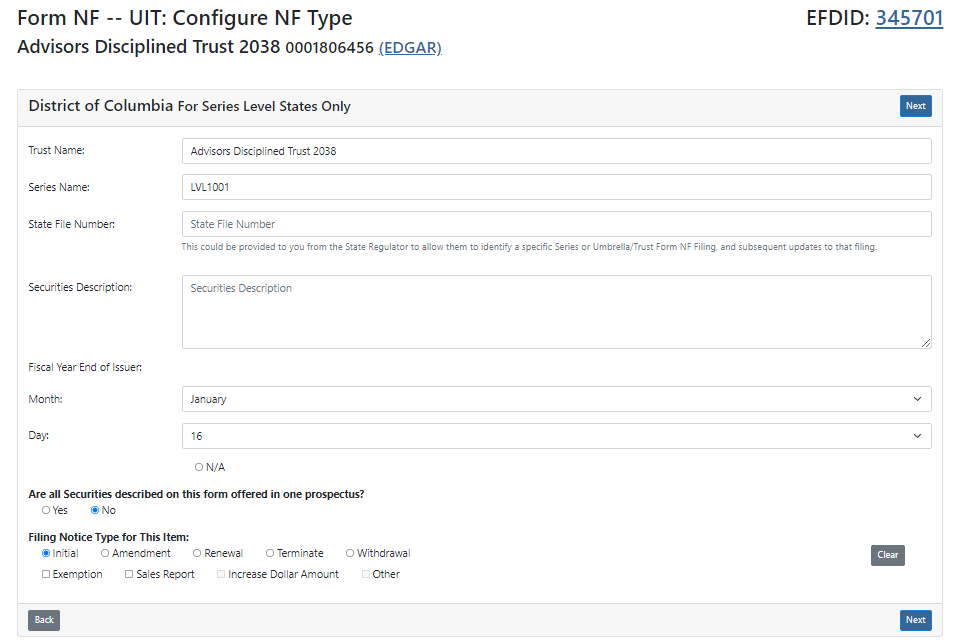 Form NF -- UIT: Configure NF Type
EFDID: 345701
Advisors Disciplined Trust 2038 0001806456 (EDGAR)
District of Columbia For Series Level States Only
Next
Trust Name:
Advisors Disciplined Trust 2038
Series Name:
LVL1001
State File Number:
State File Number
This could be provided to you from the State Regulator to allow them to identify a specific Series or Umbrella/Trust Form NF Filing, and subsequent updates to that filing.
Securities Description:
Securities Description
Fiscal Year End of Issuer:
Month:
January
Day:
16
N/A
Are all Securities described on this form offered in one prospectus?
Yes No
Filing Notice Type for This Item:
Initial Amendment Renewal Terminate Withdrawal
Clear
Exemption Sales Report Increase Dollar Amount Other
Back
Next